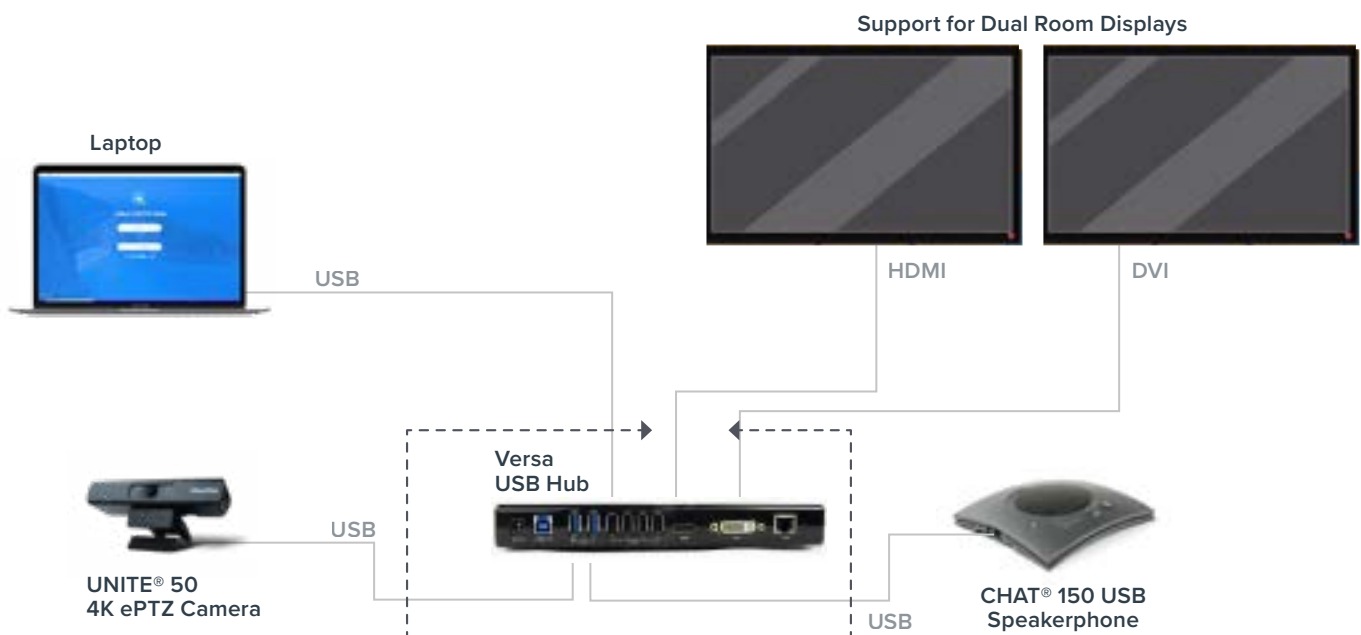 Support for Dual Room Displays
Laptop
USB
HDMI
DVI
Versa
USB Hub
USB
UNITE® 50
4K ePTZ Camera
CHAT® 150 USB
Speakerphone
USB